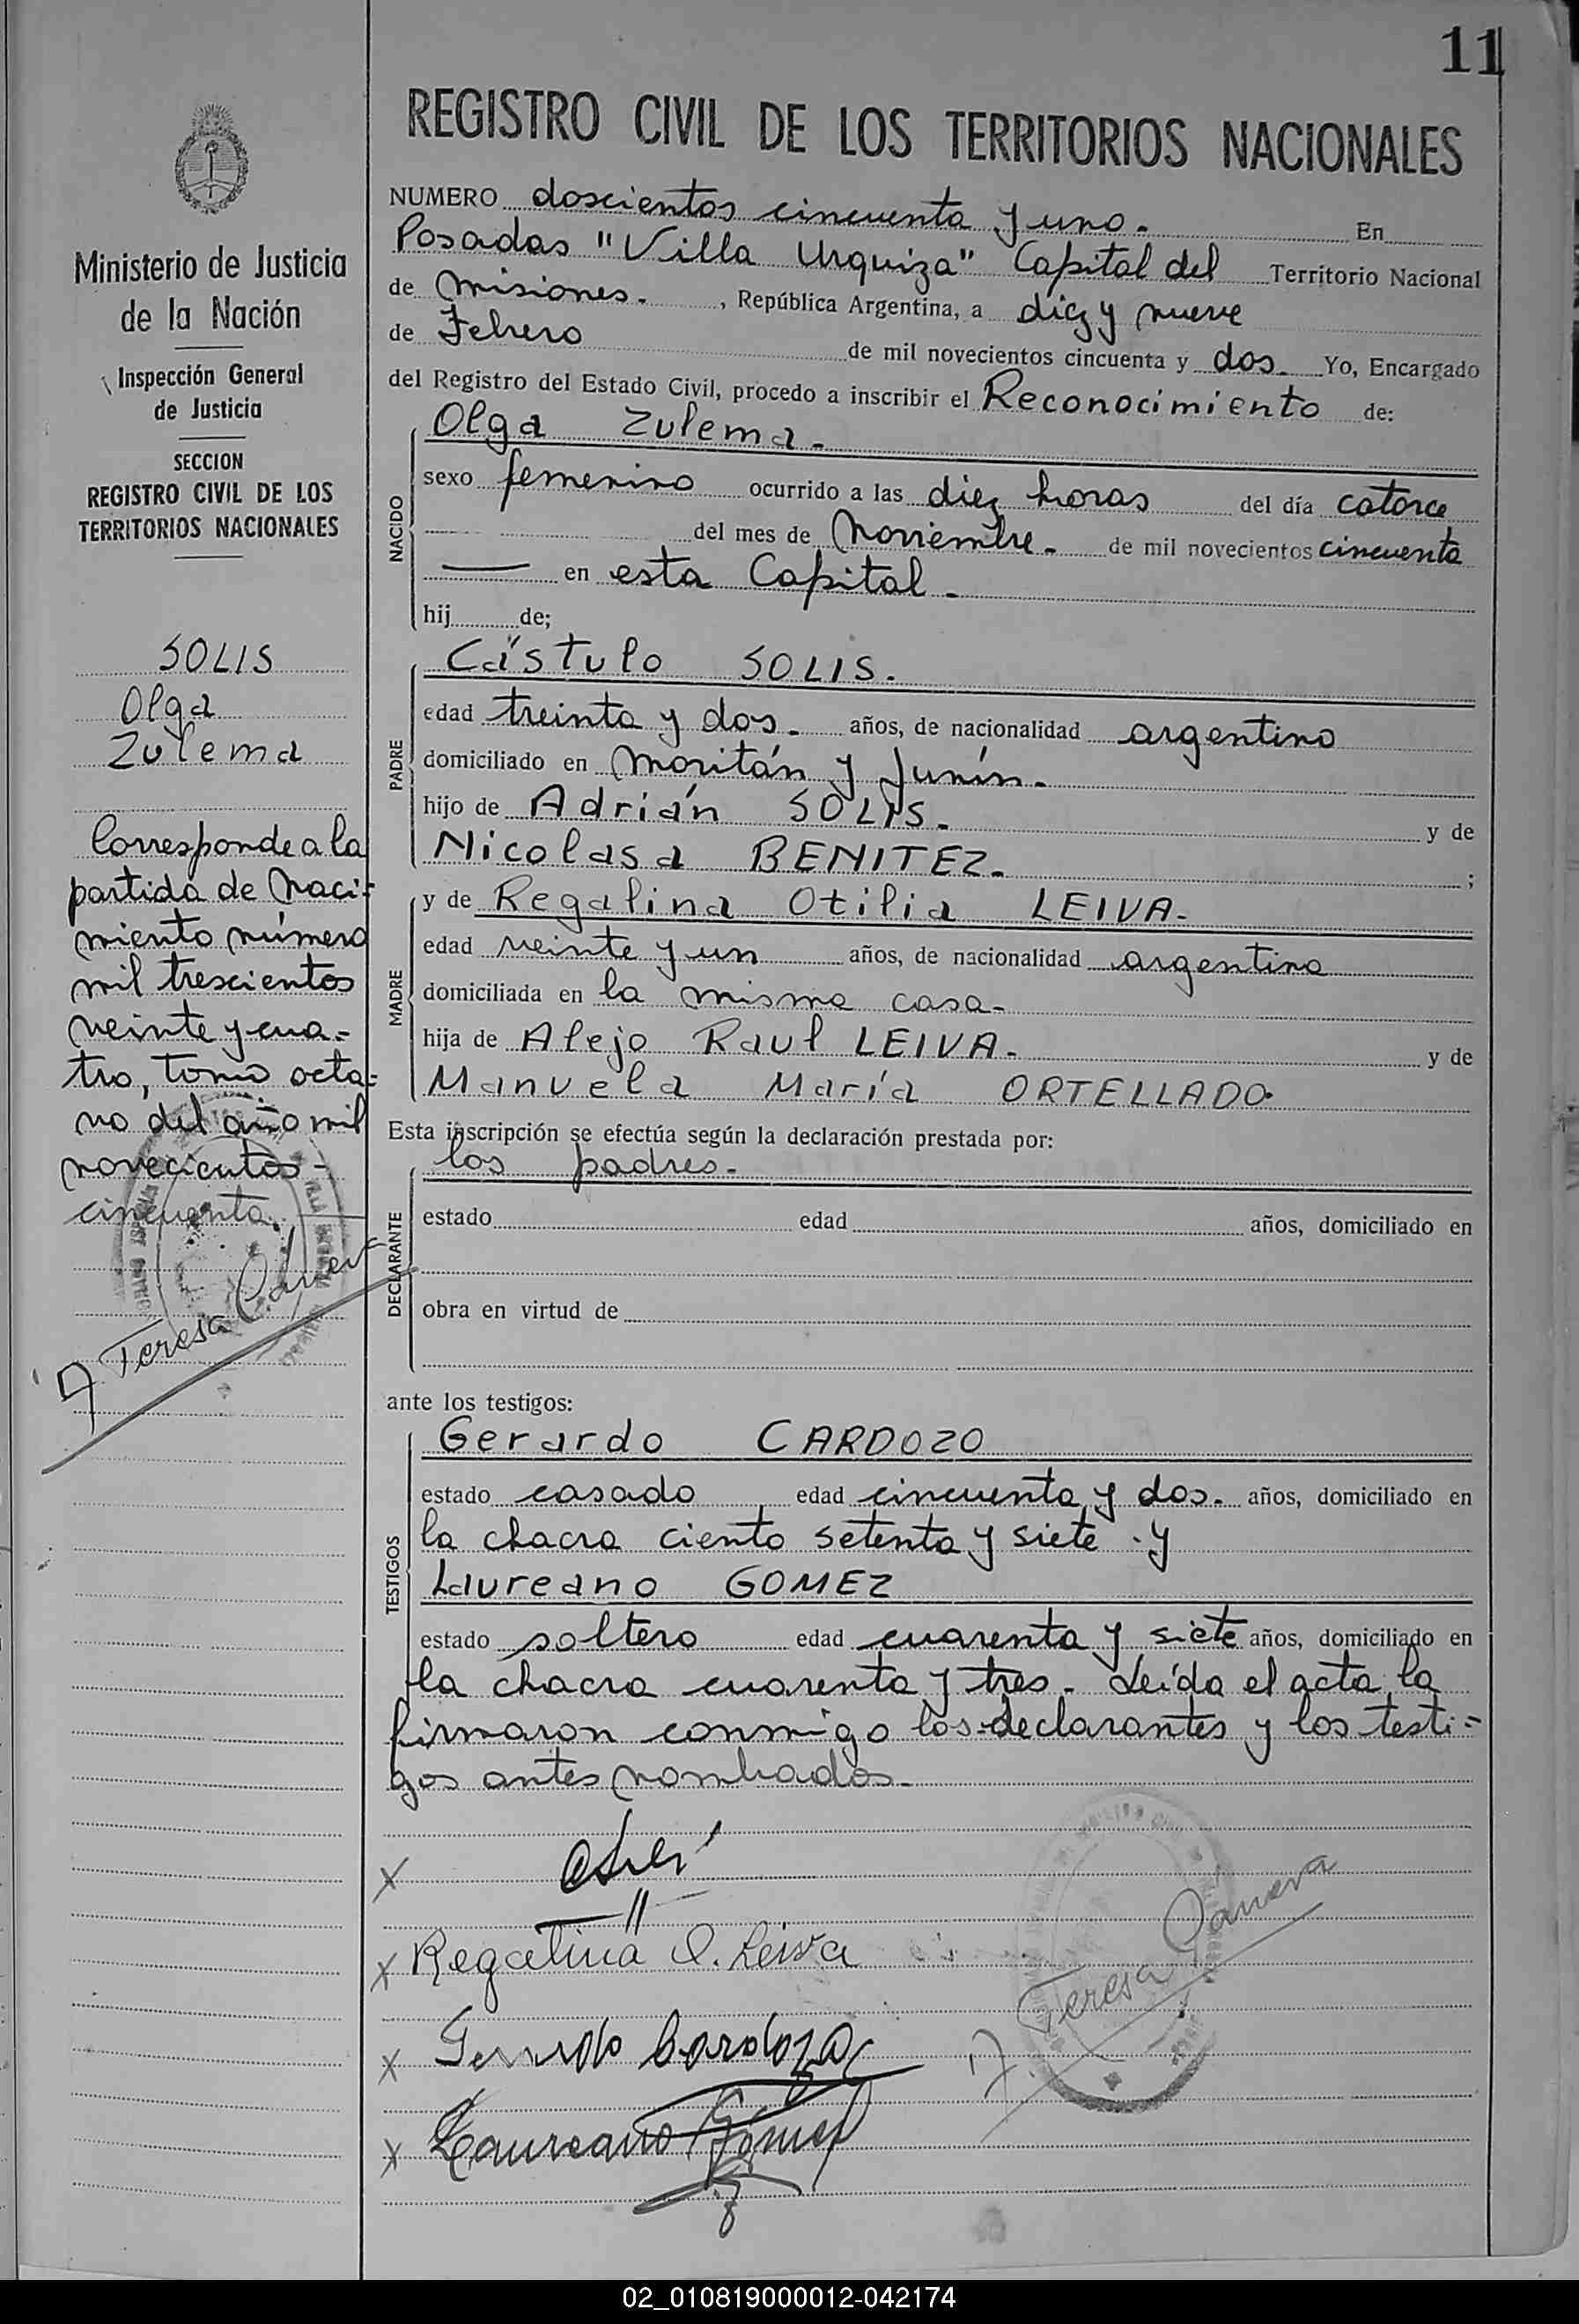 11
REGISTRO CIVIL DE LOS TERRITORIOS NACIONALES
Ministerio de Justicia
de la Nación
Inspección General
de Justicia
SECCION
REGISTRO CIVIL DE LOS
TERRITORIOS NACIONALES
SOLIS
Olga
Zulema
Corresponde a la
partida de Naci=
miento número
mil trescientos
veinte y cua=
tro, tomo octa=
vo del año mil
novecientos
cincuenta.
Teresa
NUMERO doscientos cincuenta y uno. En
Posadas "Villa Urquiza" Capital del Territorio Nacional
de Misiones. , República Argentina, a diez y nueve
de Febrero de mil novecientos cincuenta y dos. Yo, Encargado
del Registro del Estado Civil, procedo a inscribir el Reconocimiento de:
NACIDO
Olga Zulema.
sexo femenino ocurrido a las diez horas del día catorce
del mes de Noviembre. de mil novecientos cincuenta
en esta Capital.
hij de;
PADRE
Cástulo SOLIS.
edad treinta y dos. años, de nacionalidad argentino
domiciliado en Moritán y Junín.
hijo de Adrián SOLIS. y de
Nicolasa BENITEZ. ;
MADRE
y de Regalina Otilia LEIVA.
edad veinte y un años, de nacionalidad argentina
domiciliada en la misma casa.
hija de Alejo Raul LEIVA. y de
Manuela María ORTELLADO.
Esta inscripción se efectúa según la declaración prestada por:
DECLARANTE
los padres.
estado edad años, domiciliado en
obra en virtud de
ante los testigos:
TESTIGOS
Gerardo CARDOZO
estado casado edad cincuenta y dos. años, domiciliado en
la chacra ciento setenta y siete . y
Laureano GOMEZ
estado soltero edad cuarenta y siete años, domiciliado en
la chacra cuarenta y tres. Leída el acta, la
firmaron conmigo los declarantes y los testi=
gos antes nombrados.
x
x Regalina O. Leiva
x Gerardo Cardozo
x Laureano Gómez
Teresa
02_010819000012-042174